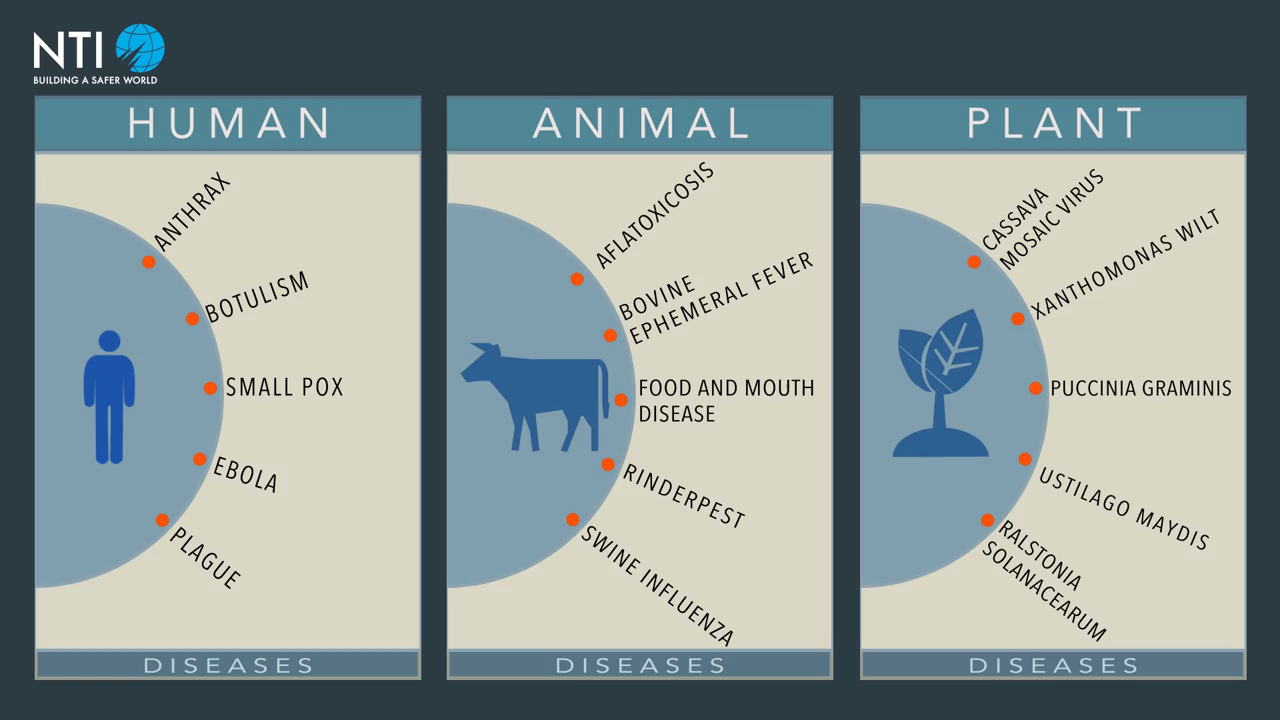 NTI
BUILDING A SAFER WORLD
HUMAN
ANTHRAX
BOTULISM
SMALL POX
EBOLA
PLAGUE
DISEASES
ANIMAL
AFLATOXICOSIS
BOVINE
EPHEMERAL FEVER
FOOD AND MOUTH
DISEASE
RINDERPEST
SWINE INFLUENZA
DISEASES
PLANT
CASSAVA
MOSAIC VIRUS
XANTHOMONAS WILT
PUCCINIA GRAMINIS
USTILAGO MAYDIS
RALSTONIA
SOLANACEARUM
DISEASES